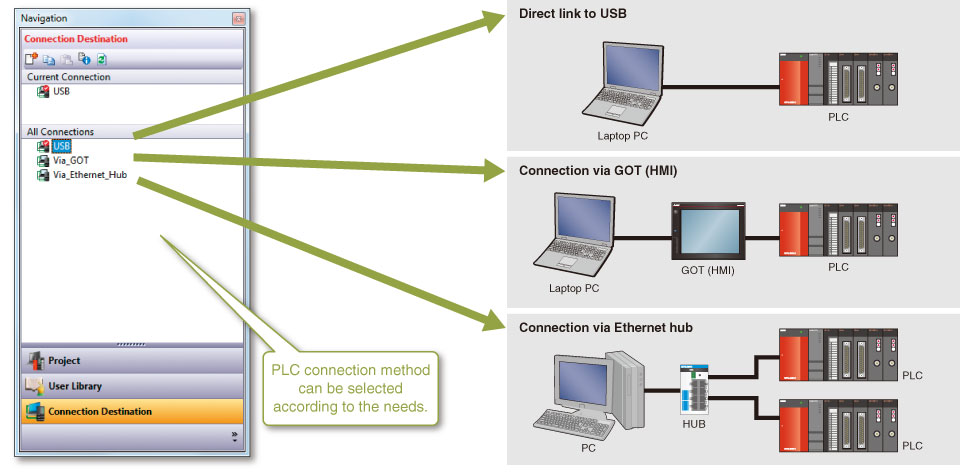 Navigation
Connection Destination
Current Connection
USB
All Connections
USB
Via_GOT
Via_Ethernet_Hub
Project
User Library
Connection Destination
PLC connection method
can be selected
according to the needs.
Direct link to USB
Laptop PC
PLC
Connection via GOT (HMI)
Laptop PC
GOT (HMI)
PLC
Connection via Ethernet hub
PC
HUB
PLC
PLC